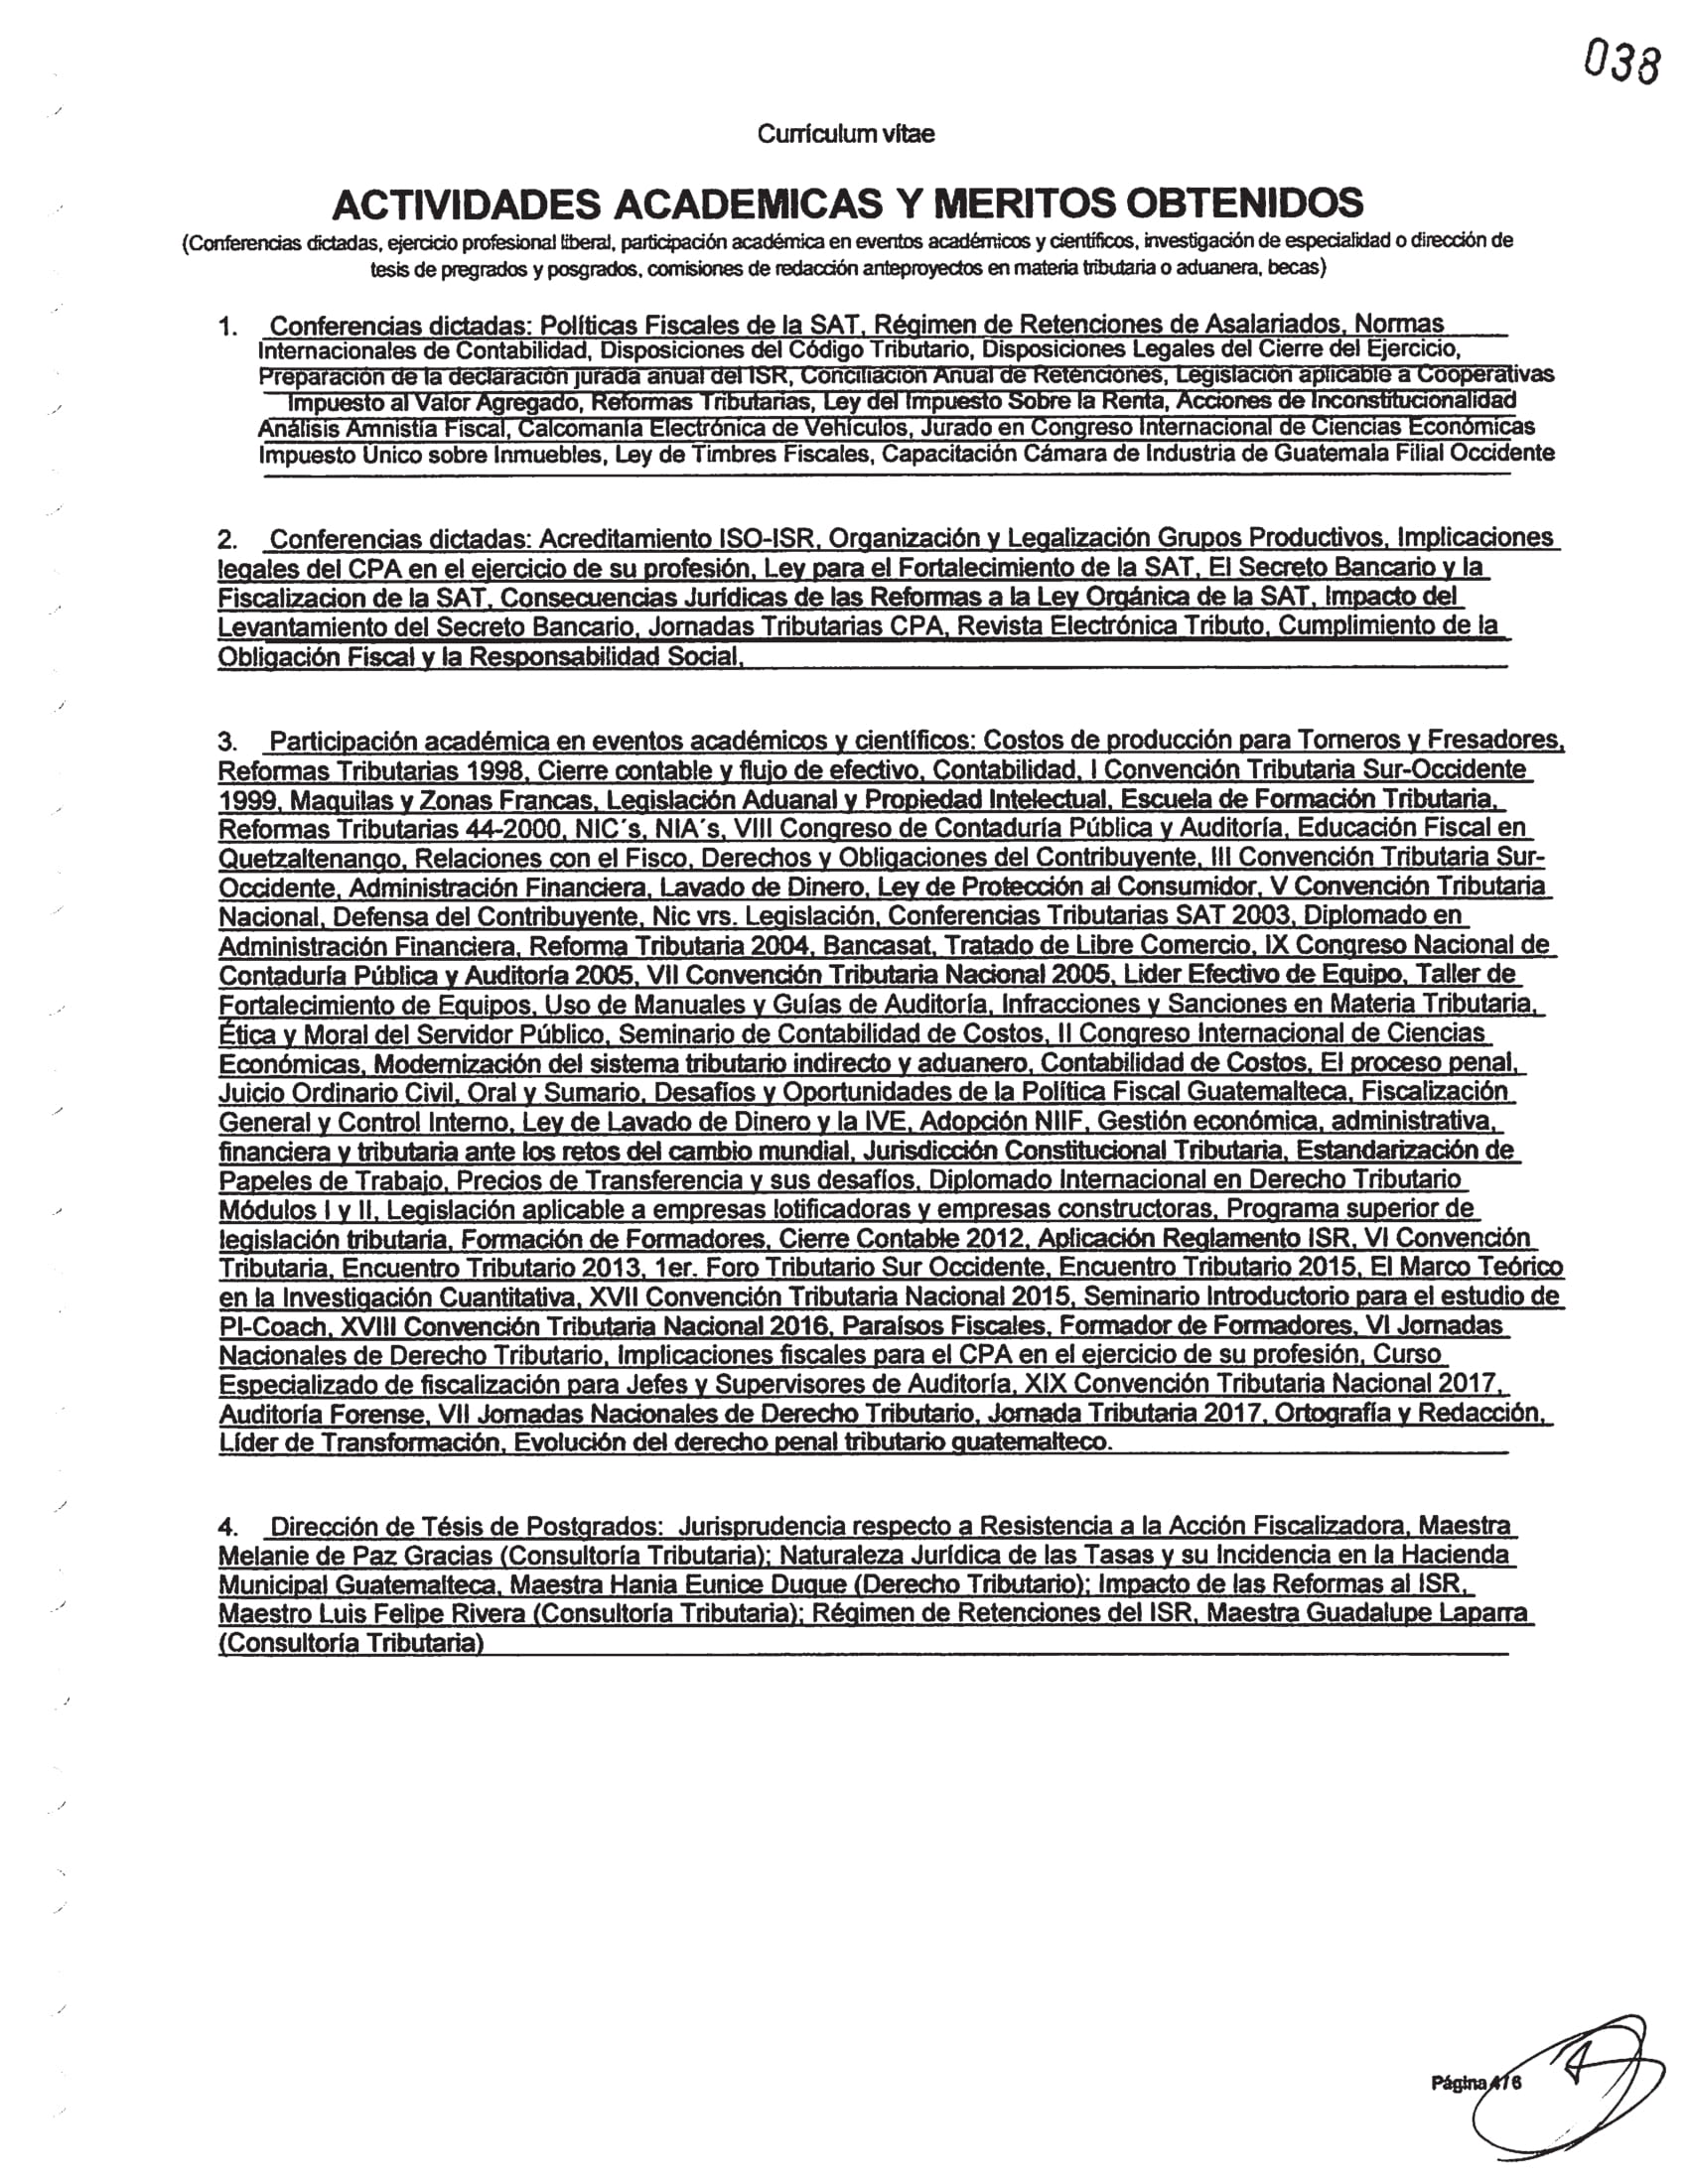 038
Currículum vítae
ACTIVIDADES ACADEMICAS Y MERITOS OBTENIDOS
(Conferencias dictadas, ejercicio profesional liberal, participación académica en eventos académicos y científicos, investigación de especialidad o dirección de
tesis de pregrados y posgrados, comisiones de redacción anteproyectos en materia tributaria o aduanera, becas)
1. Conferencias dictadas: Políticas Fiscales de la SAT, Régimen de Retenciones de Asalariados, Normas
Internacionales de Contabilidad, Disposiciones del Código Tributario, Disposiciones Legales del Cierre del Ejercicio,
Preparación de la declaración jurada anual del ISR, Conciliación Anual de Retenciones, Legislación aplicable a Cooperativas
Impuesto al Valor Agregado, Reformas Tributarias, Ley del Impuesto Sobre la Renta, Acciones de Inconstitucionalidad
Análisis Amnistía Fiscal, Calcomanía Electrónica de Vehículos, Jurado en Congreso Internacional de Ciencias Económicas
Impuesto Único sobre Inmuebles, Ley de Timbres Fiscales, Capacitación Cámara de Industria de Guatemala Filial Occidente
2. Conferencias dictadas: Acreditamiento ISO-ISR, Organización y Legalización Grupos Productivos, Implicaciones
legales del CPA en el ejercicio de su profesión, Ley para el Fortalecimiento de la SAT, El Secreto Bancario y la
Fiscalizacion de la SAT, Consecuencias Jurídicas de las Reformas a la Ley Orgánica de la SAT, Impacto del
Levantamiento del Secreto Bancario, Jornadas Tributarias CPA, Revista Electrónica Tributo, Cumplimiento de la
Obligación Fiscal y la Responsabilidad Social,
3. Participación académica en eventos académicos y científicos: Costos de producción para Torneros y Fresadores,
Reformas Tributarias 1998, Cierre contable y flujo de efectivo, Contabilidad, I Convención Tributaria Sur-Occidente
1999, Maquilas y Zonas Francas, Legislación Aduanal y Propiedad Intelectual, Escuela de Formación Tributaria,
Reformas Tributarias 44-2000, NIC´s, NIA´s, VIII Congreso de Contaduría Pública y Auditoría, Educación Fiscal en
Quetzaltenango, Relaciones con el Fisco, Derechos y Obligaciones del Contribuyente, III Convención Tributaria Sur-
Occidente, Administración Financiera, Lavado de Dinero, Ley de Protección al Consumidor, V Convención Tributaria
Nacional, Defensa del Contribuyente, Nic vrs. Legislación, Conferencias Tributarias SAT 2003, Diplomado en
Administración Financiera, Reforma Tributaria 2004, Bancasat, Tratado de Libre Comercio, IX Congreso Nacional de
Contaduría Pública y Auditoría 2005, VII Convención Tributaria Nacional 2005, Lider Efectivo de Equipo, Taller de
Fortalecimiento de Equipos, Uso de Manuales y Guías de Auditoría, Infracciones y Sanciones en Materia Tributaria,
Ética y Moral del Servidor Público, Seminario de Contabilidad de Costos, II Congreso Internacional de Ciencias
Económicas, Modernización del sistema tributario indirecto y aduanero, Contabilidad de Costos, El proceso penal,
Juicio Ordinario Civil, Oral y Sumario, Desafíos y Oportunidades de la Política Fiscal Guatemalteca, Fiscalización
General y Control Interno, Ley de Lavado de Dinero y la IVE, Adopción NIIF, Gestión económica, administrativa,
financiera y tributaria ante los retos del cambio mundial, Jurisdicción Constitucional Tributaria, Estandarización de
Papeles de Trabajo, Precios de Transferencia y sus desafíos, Diplomado Internacional en Derecho Tributario
Módulos I y II, Legislación aplicable a empresas lotificadoras y empresas constructoras, Programa superior de
legislación tributaria, Formación de Formadores, Cierre Contable 2012, Aplicación Reglamento ISR, VI Convención
Tributaria, Encuentro Tributario 2013, 1er. Foro Tributario Sur Occidente, Encuentro Tributario 2015, El Marco Teórico
en la Investigación Cuantitativa, XVII Convención Tributaria Nacional 2015, Seminario Introductorio para el estudio de
PI-Coach, XVIII Convención Tributaria Nacional 2016, Paraísos Fiscales, Formador de Formadores, VI Jornadas
Nacionales de Derecho Tributario, Implicaciones fiscales para el CPA en el ejercicio de su profesión, Curso
Especializado de fiscalización para Jefes y Supervisores de Auditoría, XIX Convención Tributaria Nacional 2017,
Auditoría Forense, VII Jornadas Nacionales de Derecho Tributario, Jornada Tributaria 2017, Ortografía y Redacción,
Líder de Transformación, Evolución del derecho penal tributario guatemalteco.
4. Dirección de Tésis de Postgrados: Jurisprudencia respecto a Resistencia a la Acción Fiscalizadora, Maestra
Melanie de Paz Gracias (Consultoría Tributaria); Naturaleza Jurídica de las Tasas y su Incidencia en la Hacienda
Municipal Guatemalteca, Maestra Hania Eunice Duque (Derecho Tributario); Impacto de las Reformas al ISR,
Maestro Luis Felipe Rivera (Consultoría Tributaria); Régimen de Retenciones del ISR, Maestra Guadalupe Laparra
(Consultoría Tributaria)
Página 4/6